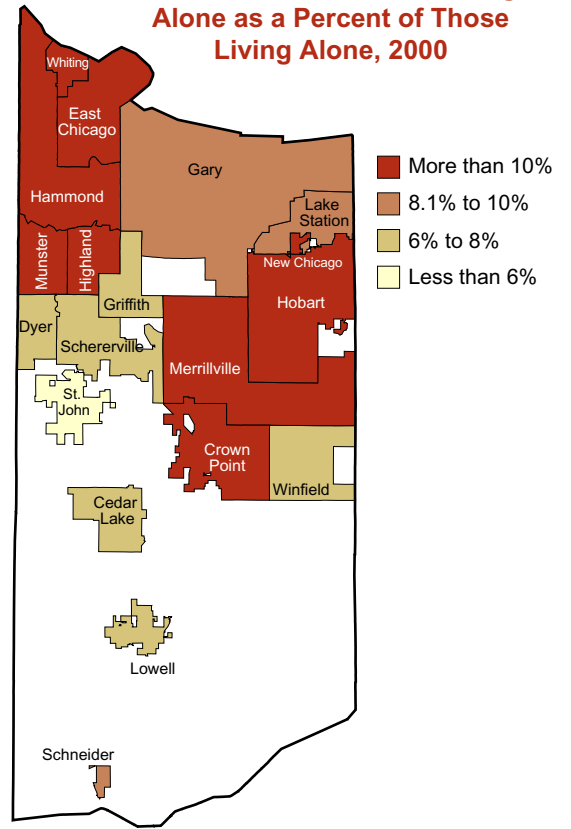 Alone as a Percent of Those
Living Alone, 2000
Whiting
East
Chicago
Gary
Hammond
Lake
Station
Munster
Highland
New Chicago
Griffith
Hobart
Dyer
Schererville
Merrillville
St.
John
Crown
Point
Winfield
Cedar
Lake
Lowell
Schneider
More than 10%
8.1% to 10%
6% to 8%
Less than 6%